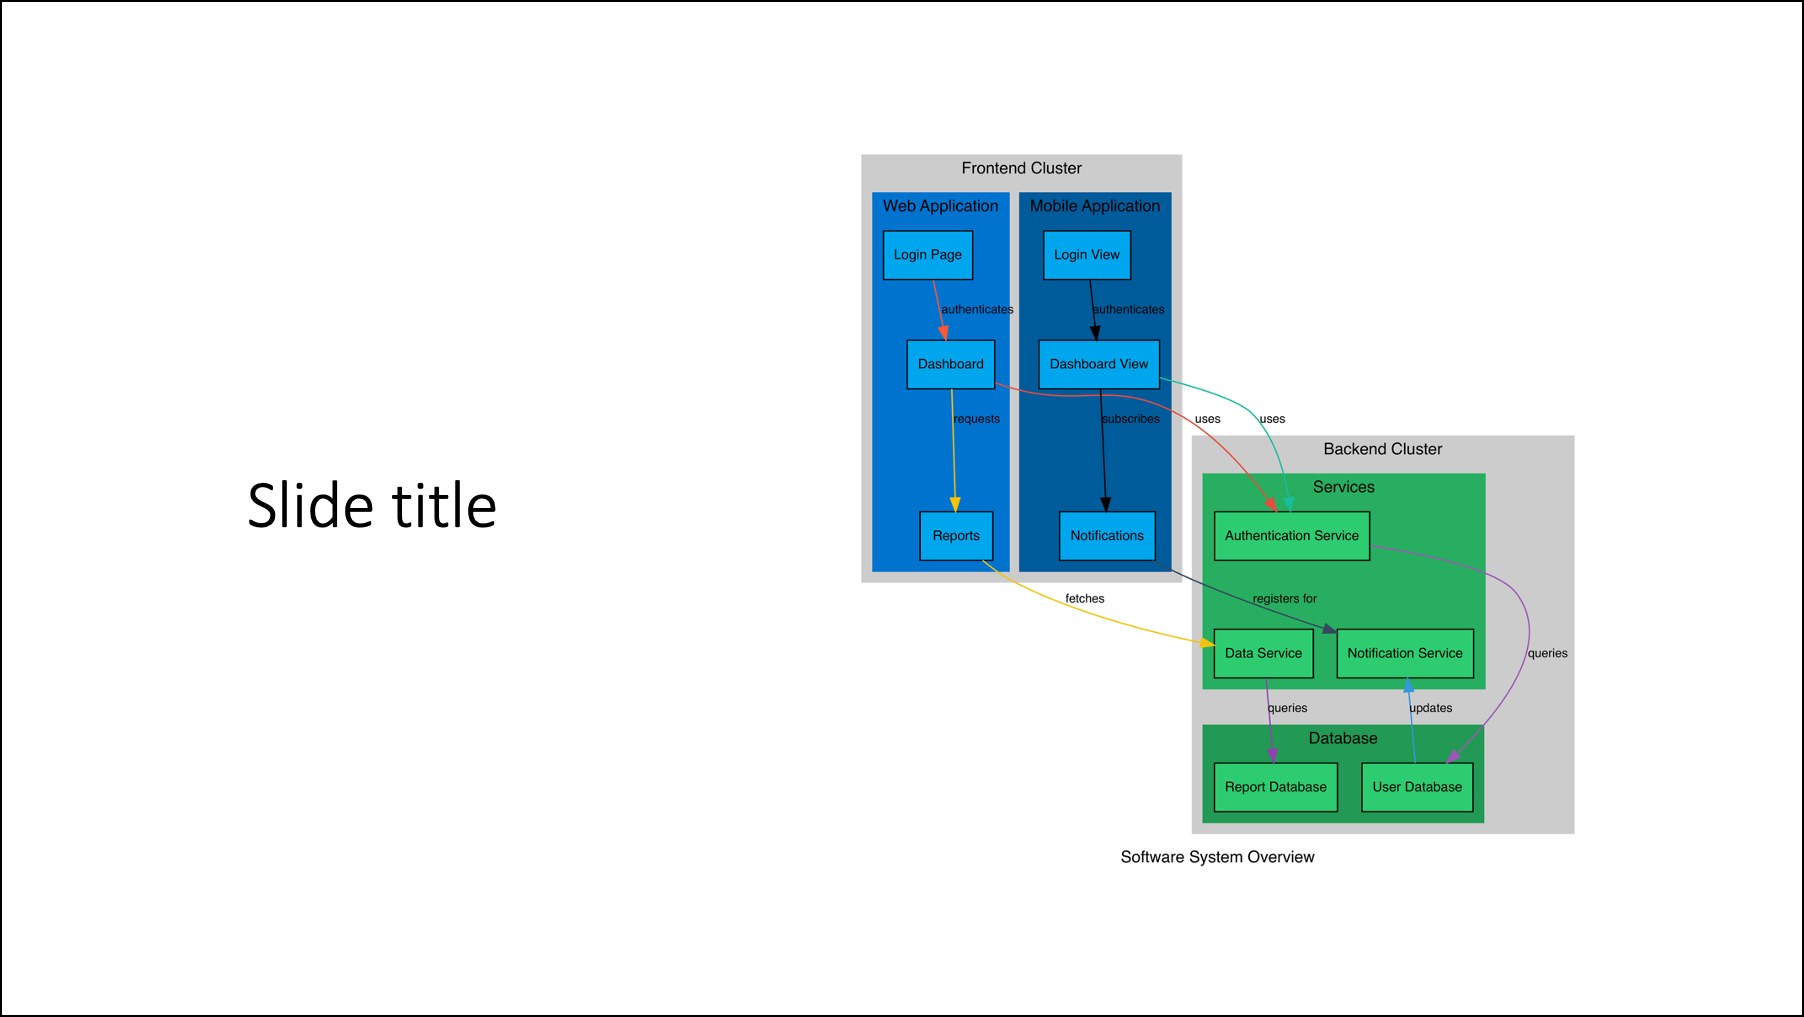 Slide title
Frontend Cluster
Web Application
Mobile Application
Login Page
Login View
authenticates
authenticates
Dashboard
Dashboard View
requests
subscribes
uses
uses
Reports
Notifications
Backend Cluster
Services
Authentication Service
fetches
registers for
Data Service
Notification Service
queries
queries
updates
Database
Report Database
User Database
Software System Overview